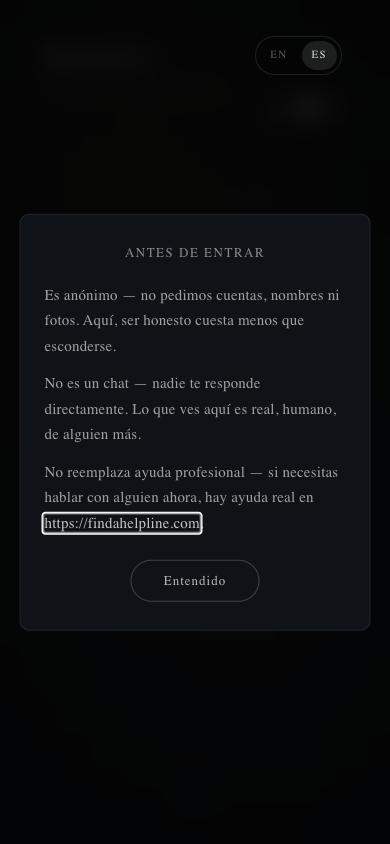 EN ES
ANTES DE ENTRAR
Es anónimo — no pedimos cuentas, nombres ni
fotos. Aquí, ser honesto cuesta menos que
esconderse.
No es un chat — nadie te responde
directamente. Lo que ves aquí es real, humano,
de alguien más.
No reemplaza ayuda profesional — si necesitas
hablar con alguien ahora, hay ayuda real en
https://findahelpline.com.
Entendido